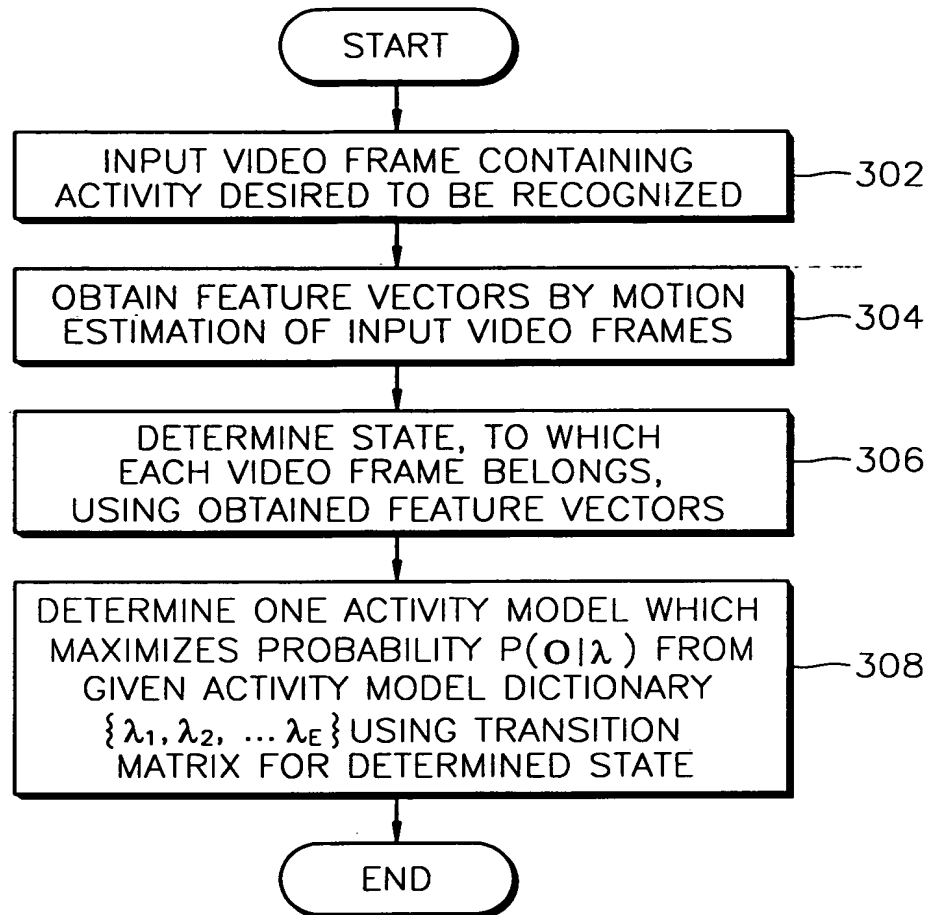 START
INPUT VIDEO FRAME CONTAINING
ACTIVITY DESIRED TO BE RECOGNIZED
302
OBTAIN FEATURE VECTORS BY MOTION
ESTIMATION OF INPUT VIDEO FRAMES
304
DETERMINE STATE, TO WHICH
EACH VIDEO FRAME BELONGS,
USING OBTAINED FEATURE VECTORS
306
DETERMINE ONE ACTIVITY MODEL WHICH
MAXIMIZES PROBABILITY P(O|λ) FROM
GIVEN ACTIVITY MODEL DICTIONARY
{λ₁, λ₂, ... λ_E} USING TRANSITION
MATRIX FOR DETERMINED STATE
308
END